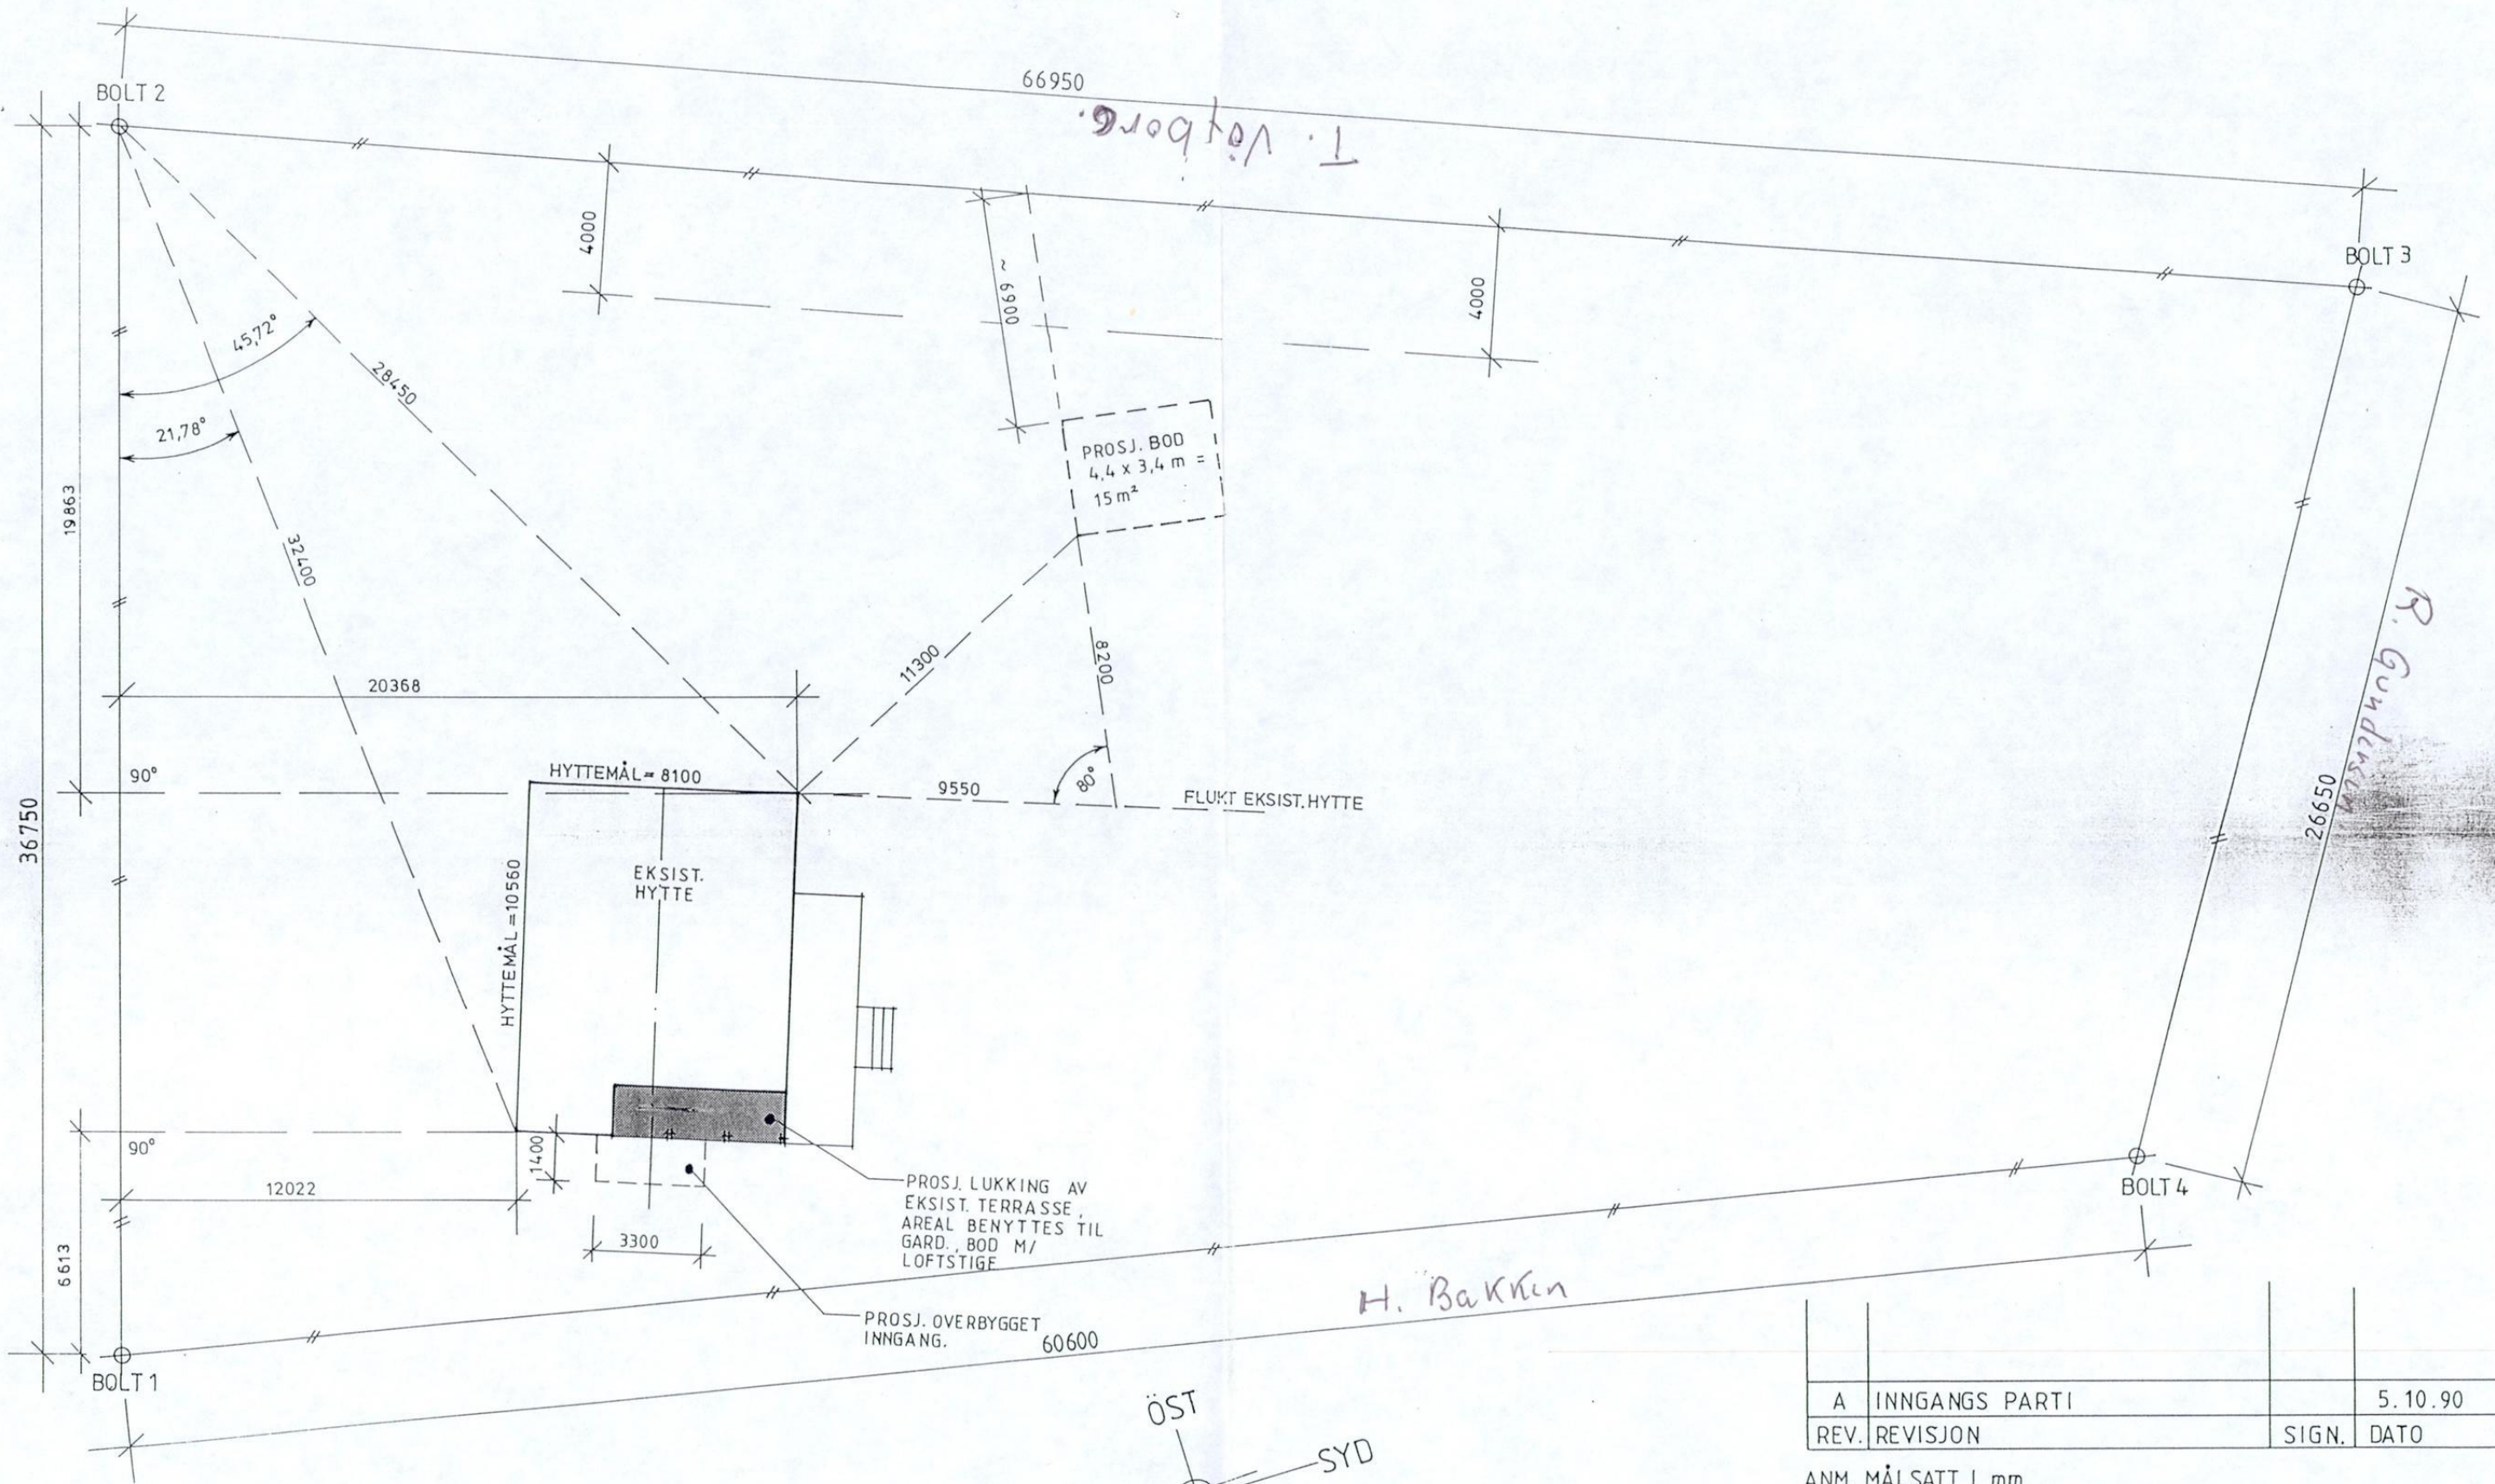 66950
BOLT 2
T. Vöyborg.
4000
~ 6900
4000
BOLT 3
45,72°
28450
21,78°
PROSJ. BOD
4,4 x 3,4 m =
15 m²
19863
32400
R. Gundersen
20368
11300
8200
90°
HYTTEMÅL = 8100
9550
80°
FLUKT EKSIST. HYTTE
36750
26650
HYTTEMÅL = 10560
EKSIST.
HYTTE
90°
1400
12022
PROSJ. LUKKING AV
EKSIST. TERRASSE,
AREAL BENYTTES TIL
GARD., BOD M/
LOFTSTIGE
BOLT 4
3300
6613
H. Bakken
PROSJ. OVERBYGGET
INNGANG.
60600
BOLT 1
ÖST
SYD
A INNGANGS PARTI 5.10.90
REV. REVISJON SIGN. DATO
ANM. MÅLSATT I mm